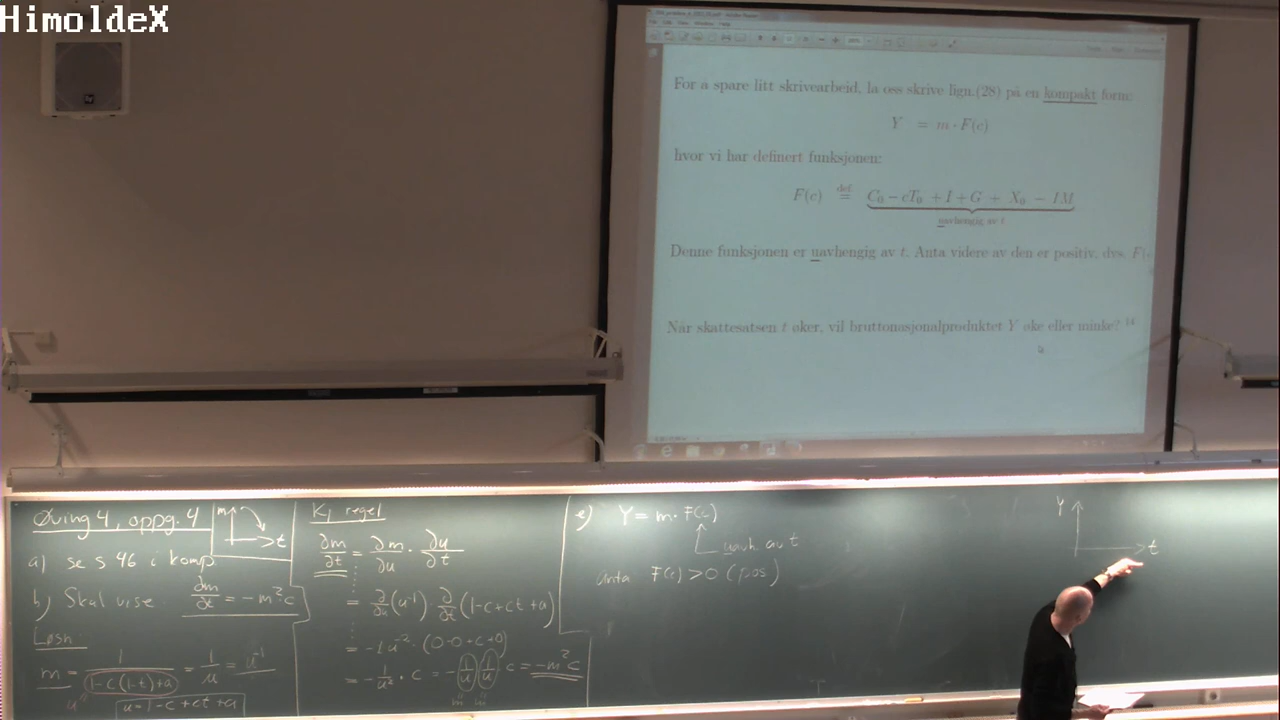 HimoldeX
For å spare litt skrivearbeid, la oss skrive lign.(28) på en kompakt form:
Y = m · F(c)
hvor vi har definert funksjonen:
F(c) def = C₀ − cT₀ + I + G + X₀ − IM
uavhengig av t
Denne funksjonen er uavhengig av t. Anta videre av den er positiv, dvs. F(
Når skattesatsen t øker, vil bruttonasjonalproduktet Y øke eller minke? 14
Øving 4, oppg. 4
m
t
a) se s 46 i komp.
b) Skal vise: ∂m/∂t = −m²·c
Løsn:
m = 1/(1−c(1−t)+a) = 1/u = u⁻¹
u = 1−c+ct+a
Kj regel
∂m/∂t = ∂m/∂u · ∂u/∂t
= ∂/∂u (u⁻¹) · ∂/∂t (1−c+ct+a)
= −1u⁻² · (0−0+c+0)
= −1/u² · c = −(1/u)(1/u) c = −m²c
m m
e) Y = m·F(c)
uavh. av t
anta F(c) > 0 (pos)
Y
t